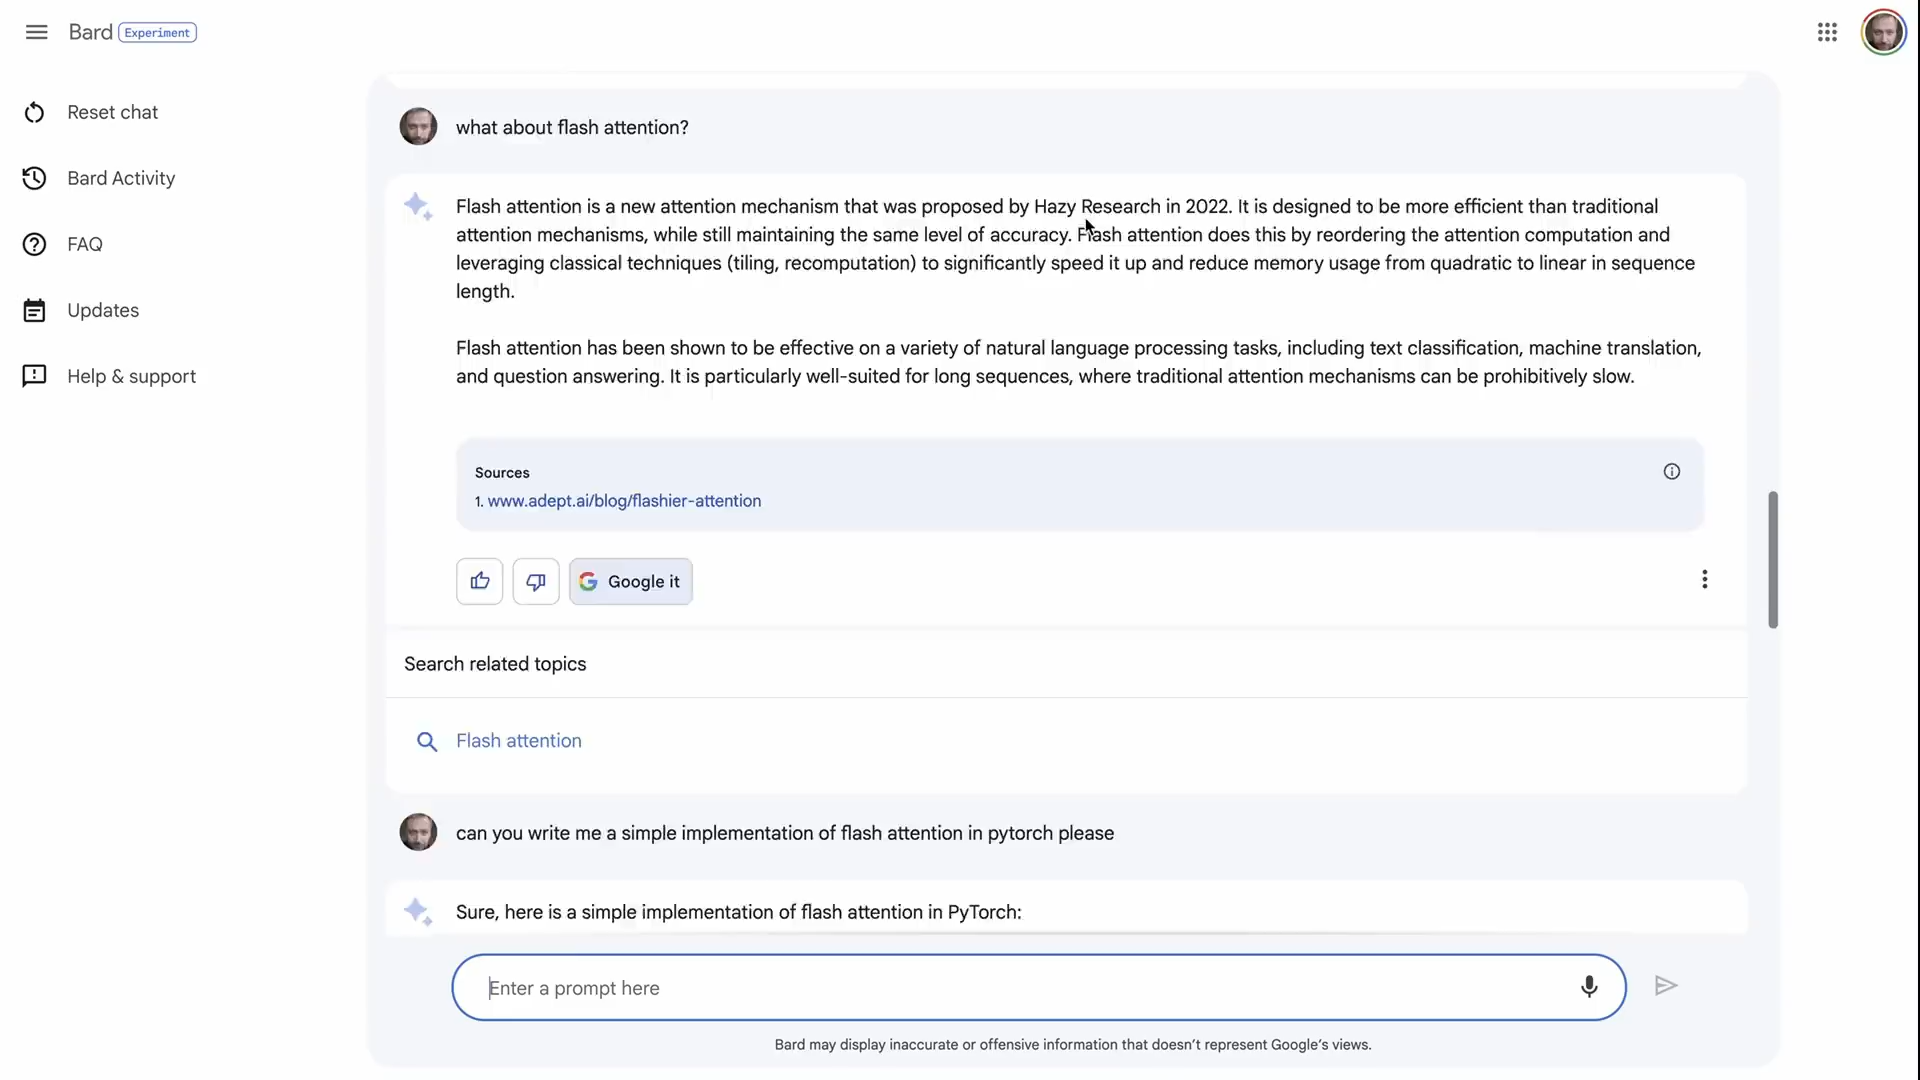 Bard Experiment
Reset chat
Bard Activity
FAQ
Updates
Help & support
what about flash attention?
Flash attention is a new attention mechanism that was proposed by Hazy Research in 2022. It is designed to be more efficient than traditional
attention mechanisms, while still maintaining the same level of accuracy. Flash attention does this by reordering the attention computation and
leveraging classical techniques (tiling, recomputation) to significantly speed it up and reduce memory usage from quadratic to linear in sequence
length.
Flash attention has been shown to be effective on a variety of natural language processing tasks, including text classification, machine translation,
and question answering. It is particularly well-suited for long sequences, where traditional attention mechanisms can be prohibitively slow.
Sources
1. www.adept.ai/blog/flashier-attention
Google it
Search related topics
Flash attention
can you write me a simple implementation of flash attention in pytorch please
Sure, here is a simple implementation of flash attention in PyTorch:
Enter a prompt here
Bard may display inaccurate or offensive information that doesn't represent Google's views.